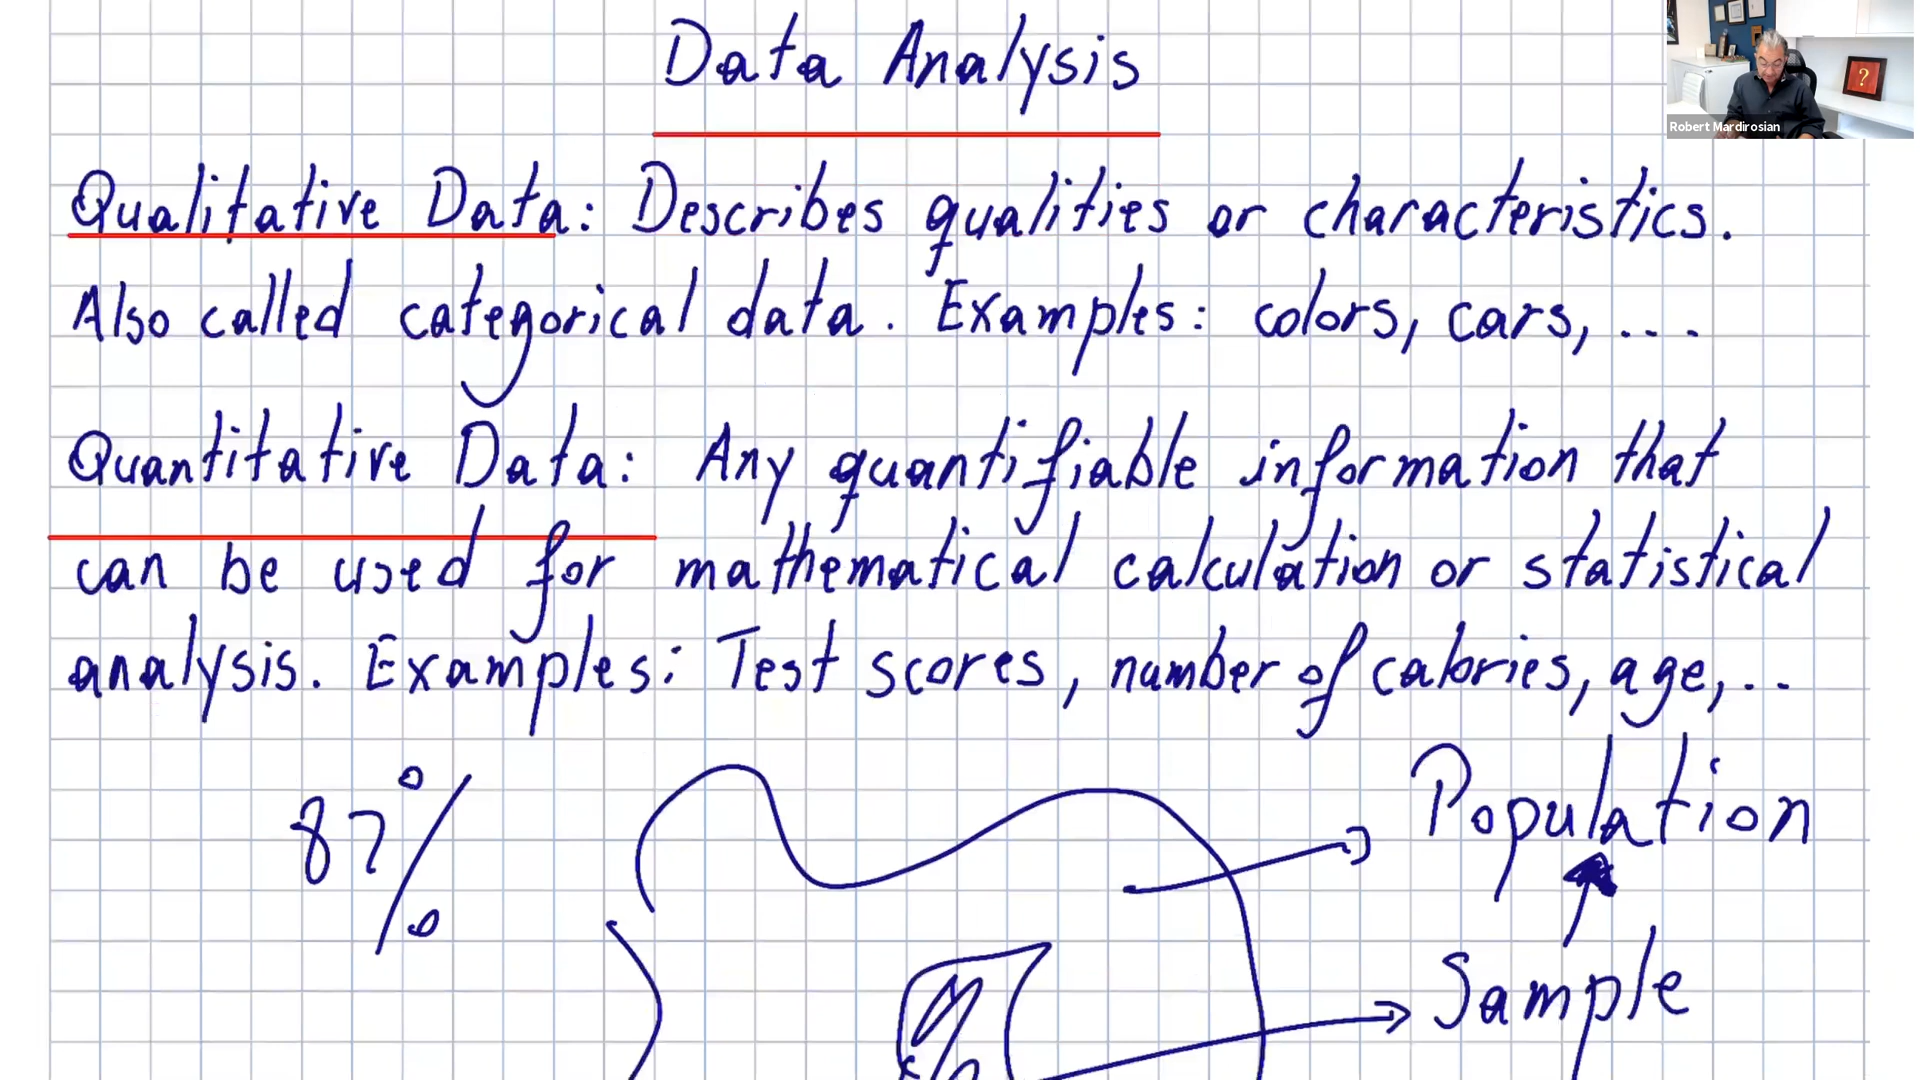 Data Analysis
?
Robert Mardirosian
Qualitative Data: Describes qualities or characteristics.
Also called categorical data. Examples: colors, cars, ....
Quantitative Data: Any quantifiable information that
can be used for mathematical calculation or statistical
analysis. Examples: Test scores, number of calories, age, ..
87%
Population
Sample